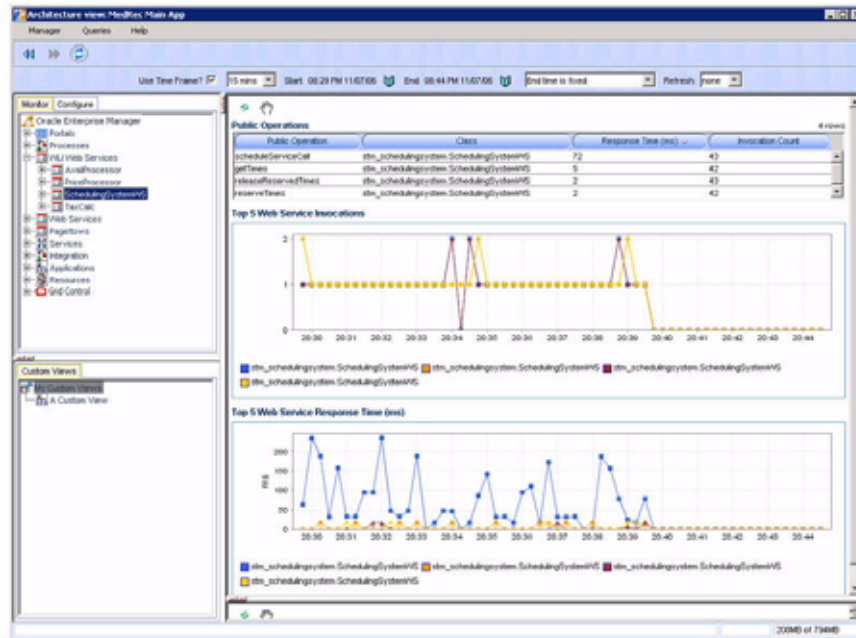 Architecture view: MedRec Main App
Manager Queries Help
Use Time Frame? 15 mins Start: 08:29 PM 11/07/06 End: 08:44 PM 11/07/06 End time is fixed Refresh: none
Monitor Configure
Oracle Enterprise Manager
Portals
Processes
WLI Web Services
AvailProcessor
PriceProcessor
SchedulingSystemWS
TaxCalc
Web Services
Pageflows
Services
Integration
Applications
Resources
Grid Control
Custom Views
My Custom Views
A Custom View
Public Operations 4 rows
Public Operation Class Response Time (ms) Invocation Count
scheduleServiceCall stm_schedulingsystem.SchedulingSystemWS 72 43
getTimes stm_schedulingsystem.SchedulingSystemWS 5 42
releaseReservedTimes stm_schedulingsystem.SchedulingSystemWS 2 43
reserveTimes stm_schedulingsystem.SchedulingSystemWS 2 42
Top 5 Web Service Invocations
2
1
0
20:30 20:31 20:32 20:33 20:34 20:35 20:36 20:37 20:38 20:39 20:40 20:41 20:42 20:43 20:44
stm_schedulingsystem.SchedulingSystemWS stm_schedulingsystem.SchedulingSystemWS stm_schedulingsystem.SchedulingSystemWS
stm_schedulingsystem.SchedulingSystemWS
Top 5 Web Service Response Time (ms)
200
150
100
50
0
ms
20:30 20:31 20:32 20:33 20:34 20:35 20:36 20:37 20:38 20:39 20:40 20:41 20:42 20:43 20:44
stm_schedulingsystem.SchedulingSystemWS stm_schedulingsystem.SchedulingSystemWS stm_schedulingsystem.SchedulingSystemWS
stm_schedulingsystem.SchedulingSystemWS
208MB of 794MB